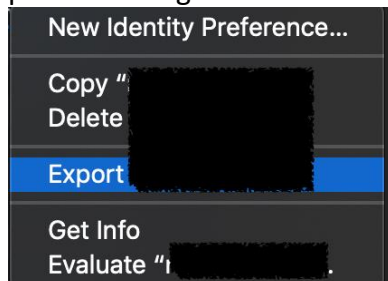 New Identity Preference...
Copy “
Delete
Export
Get Info
Evaluate “